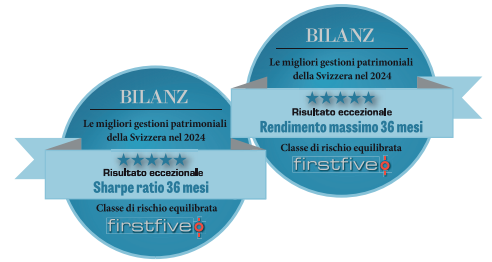 BILANZ
Le migliori gestioni patrimoniali
della Svizzera nel 2024
Risultato eccezionale
Sharpe ratio 36 mesi
Classe di rischio equilibrata
firstfive
BILANZ
Le migliori gestioni patrimoniali
della Svizzera nel 2024
Risultato eccezionale
Rendimento massimo 36 mesi
Classe di rischio equilibrata
firstfive